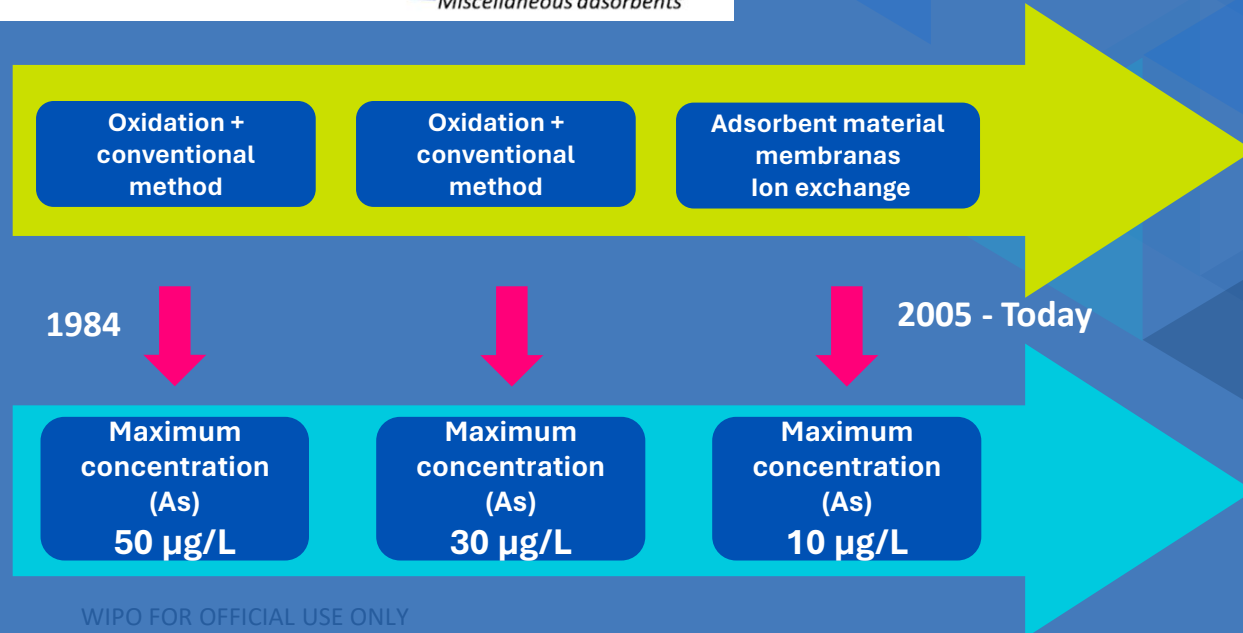 Miscellaneous adsorbents
Oxidation +
conventional
method
Oxidation +
conventional
method
Adsorbent material
membranas
Ion exchange
1984
2005 - Today
Maximum
concentration
(As)
50 µg/L
Maximum
concentration
(As)
30 µg/L
Maximum
concentration
(As)
10 µg/L
WIPO FOR OFFICIAL USE ONLY